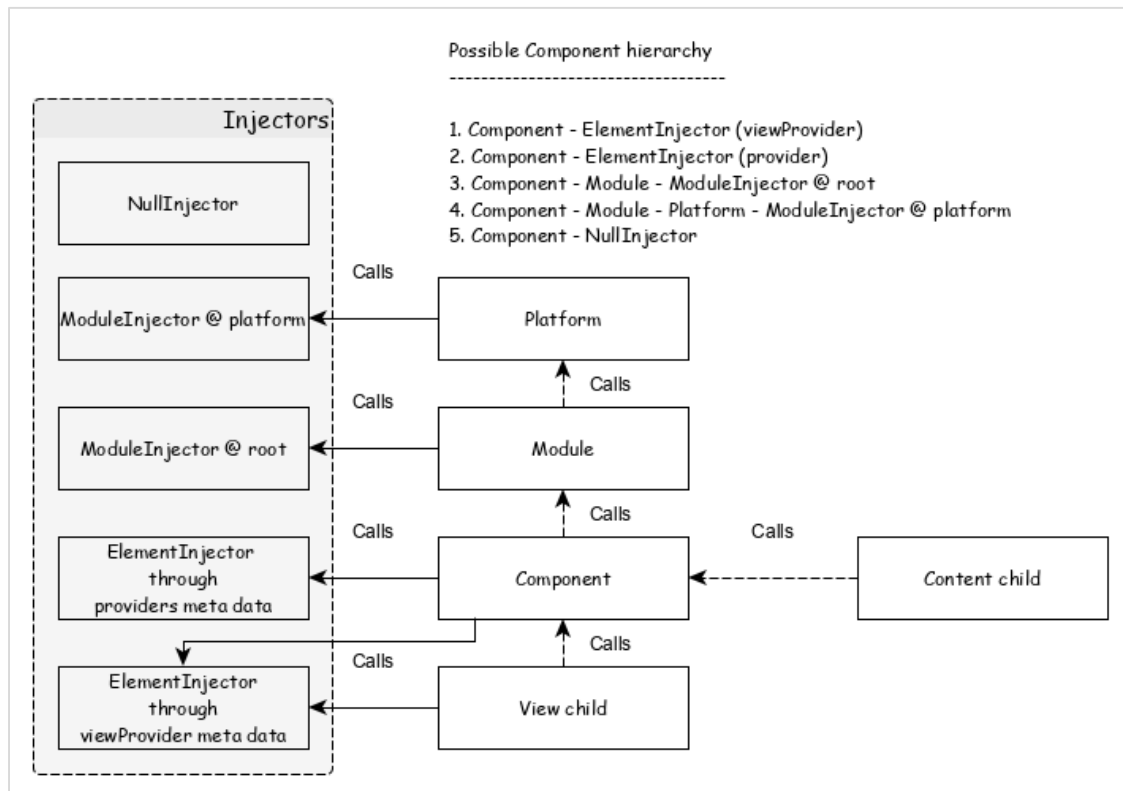 Possible Component hierarchy
-----------------------------------
Injectors
1. Component - ElementInjector (viewProvider)
2. Component - ElementInjector (provider)
3. Component - Module - ModuleInjector @ root
4. Component - Module - Platform - ModuleInjector @ platform
5. Component - NullInjector
NullInjector
Calls
ModuleInjector @ platform
Platform
Calls
Calls
ModuleInjector @ root
Module
Calls
Calls
Calls
ElementInjector
through
providers meta data
Component
Content child
Calls
Calls
ElementInjector
through
viewProvider meta data
View child